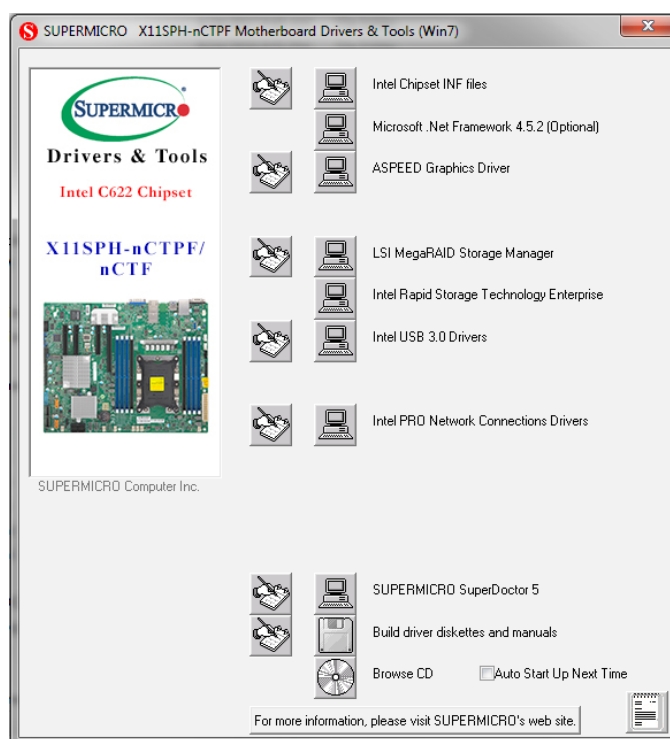 SUPERMICRO X11SPH-nCTPF Motherboard Drivers & Tools (Win7)
SUPERMICRO
Drivers & Tools
Intel C622 Chipset
X11SPH-nCTPF/
nCTF
SUPERMICRO Computer Inc.
Intel Chipset INF files
Microsoft .Net Framework 4.5.2 (Optional)
ASPEED Graphics Driver
LSI MegaRAID Storage Manager
Intel Rapid Storage Technology Enterprise
Intel USB 3.0 Drivers
Intel PRO Network Connections Drivers
SUPERMICRO SuperDoctor 5
Build driver diskettes and manuals
Browse CD
Auto Start Up Next Time
For more information, please visit SUPERMICRO's web site.